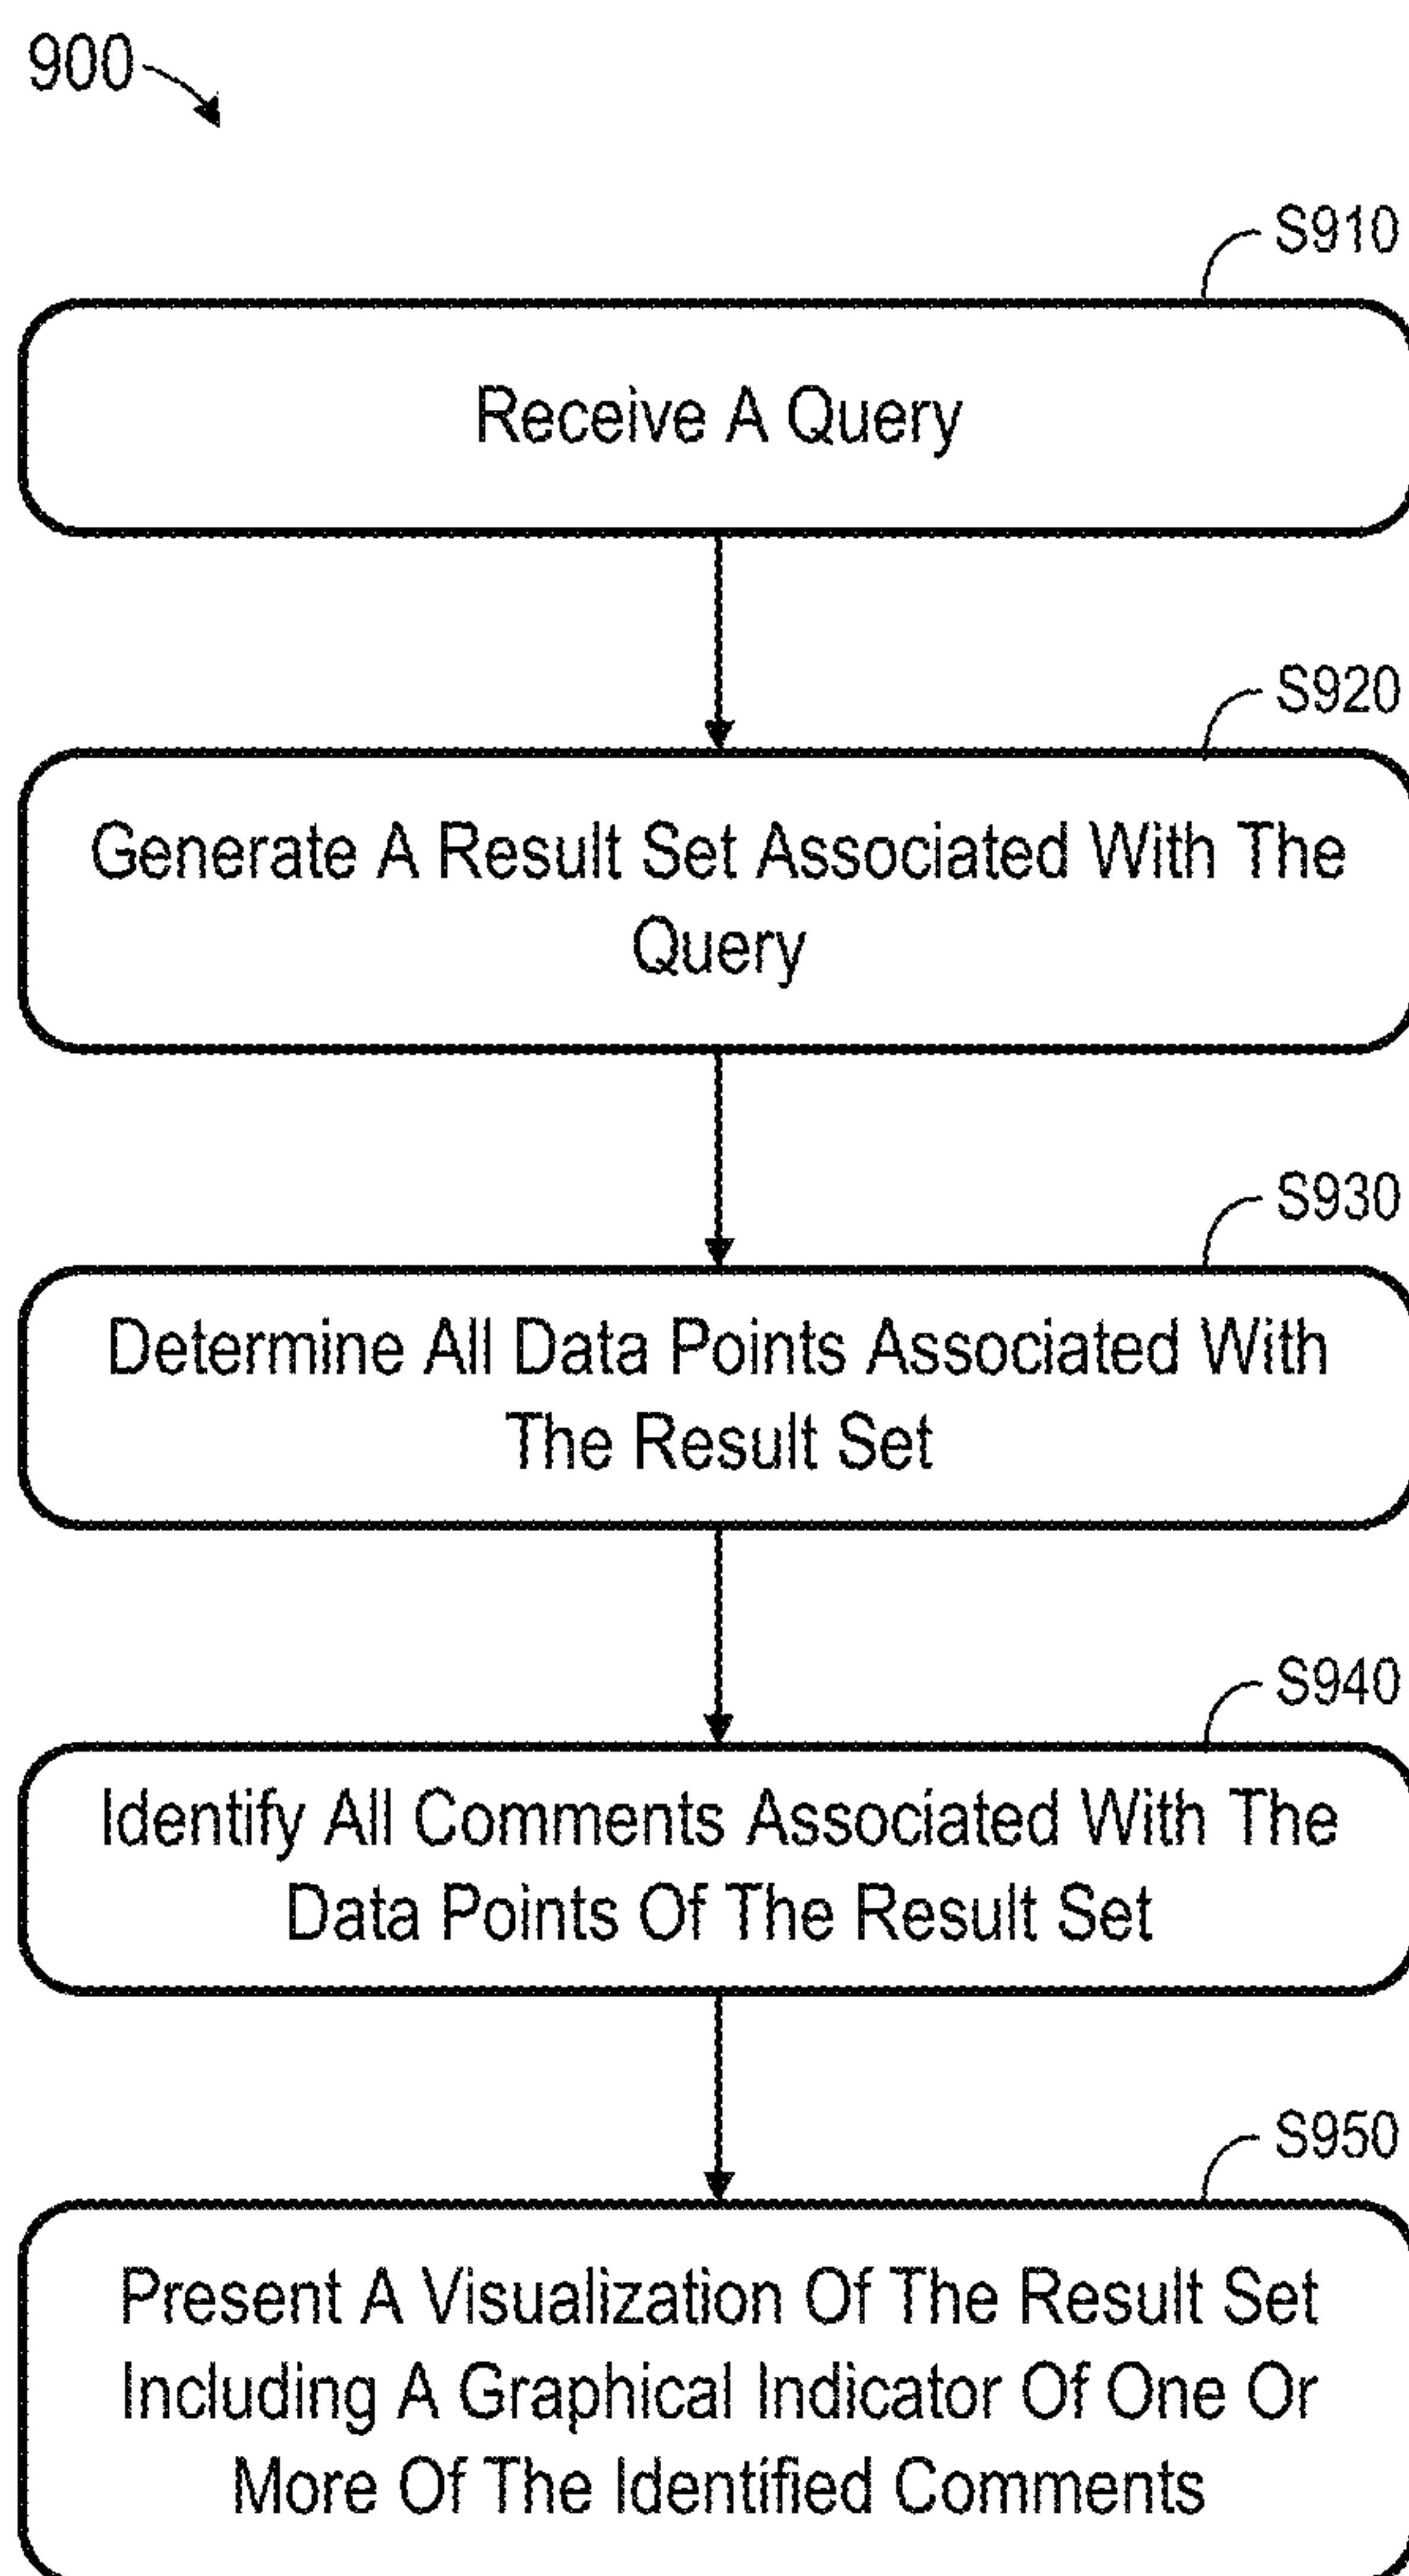 900
S910
Receive A Query
S920
Generate A Result Set Associated With The
Query
S930
Determine All Data Points Associated With
The Result Set
S940
Identify All Comments Associated With The
Data Points Of The Result Set
S950
Present A Visualization Of The Result Set
Including A Graphical Indicator Of One Or
More Of The Identified Comments